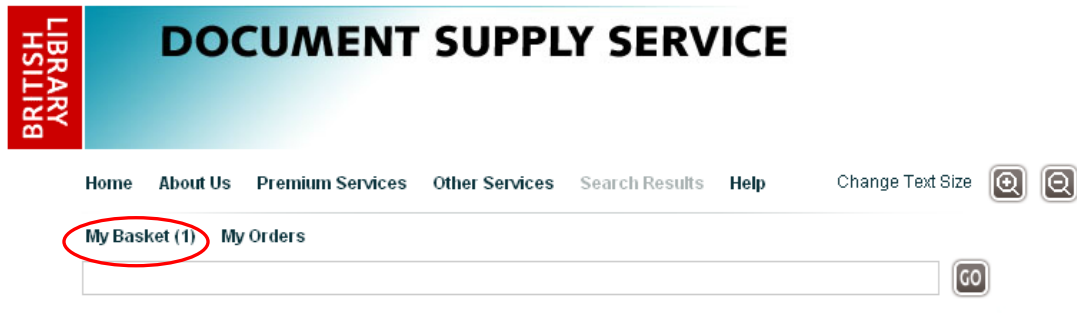 BRITISH
LIBRARY
DOCUMENT SUPPLY SERVICE
Home About Us Premium Services Other Services Search Results Help Change Text Size
My Basket (1) My Orders
GO